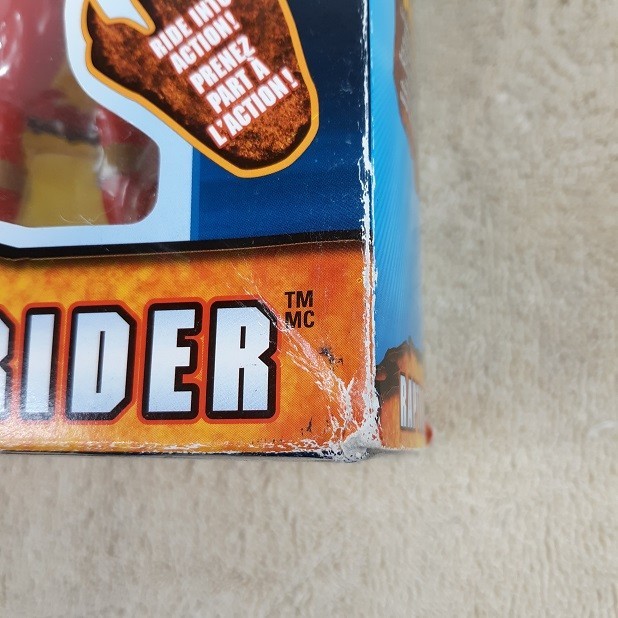 RIDE INTO
ACTION!
PRENEZ
PART À
L'ACTION!
RIDER
TM
MC